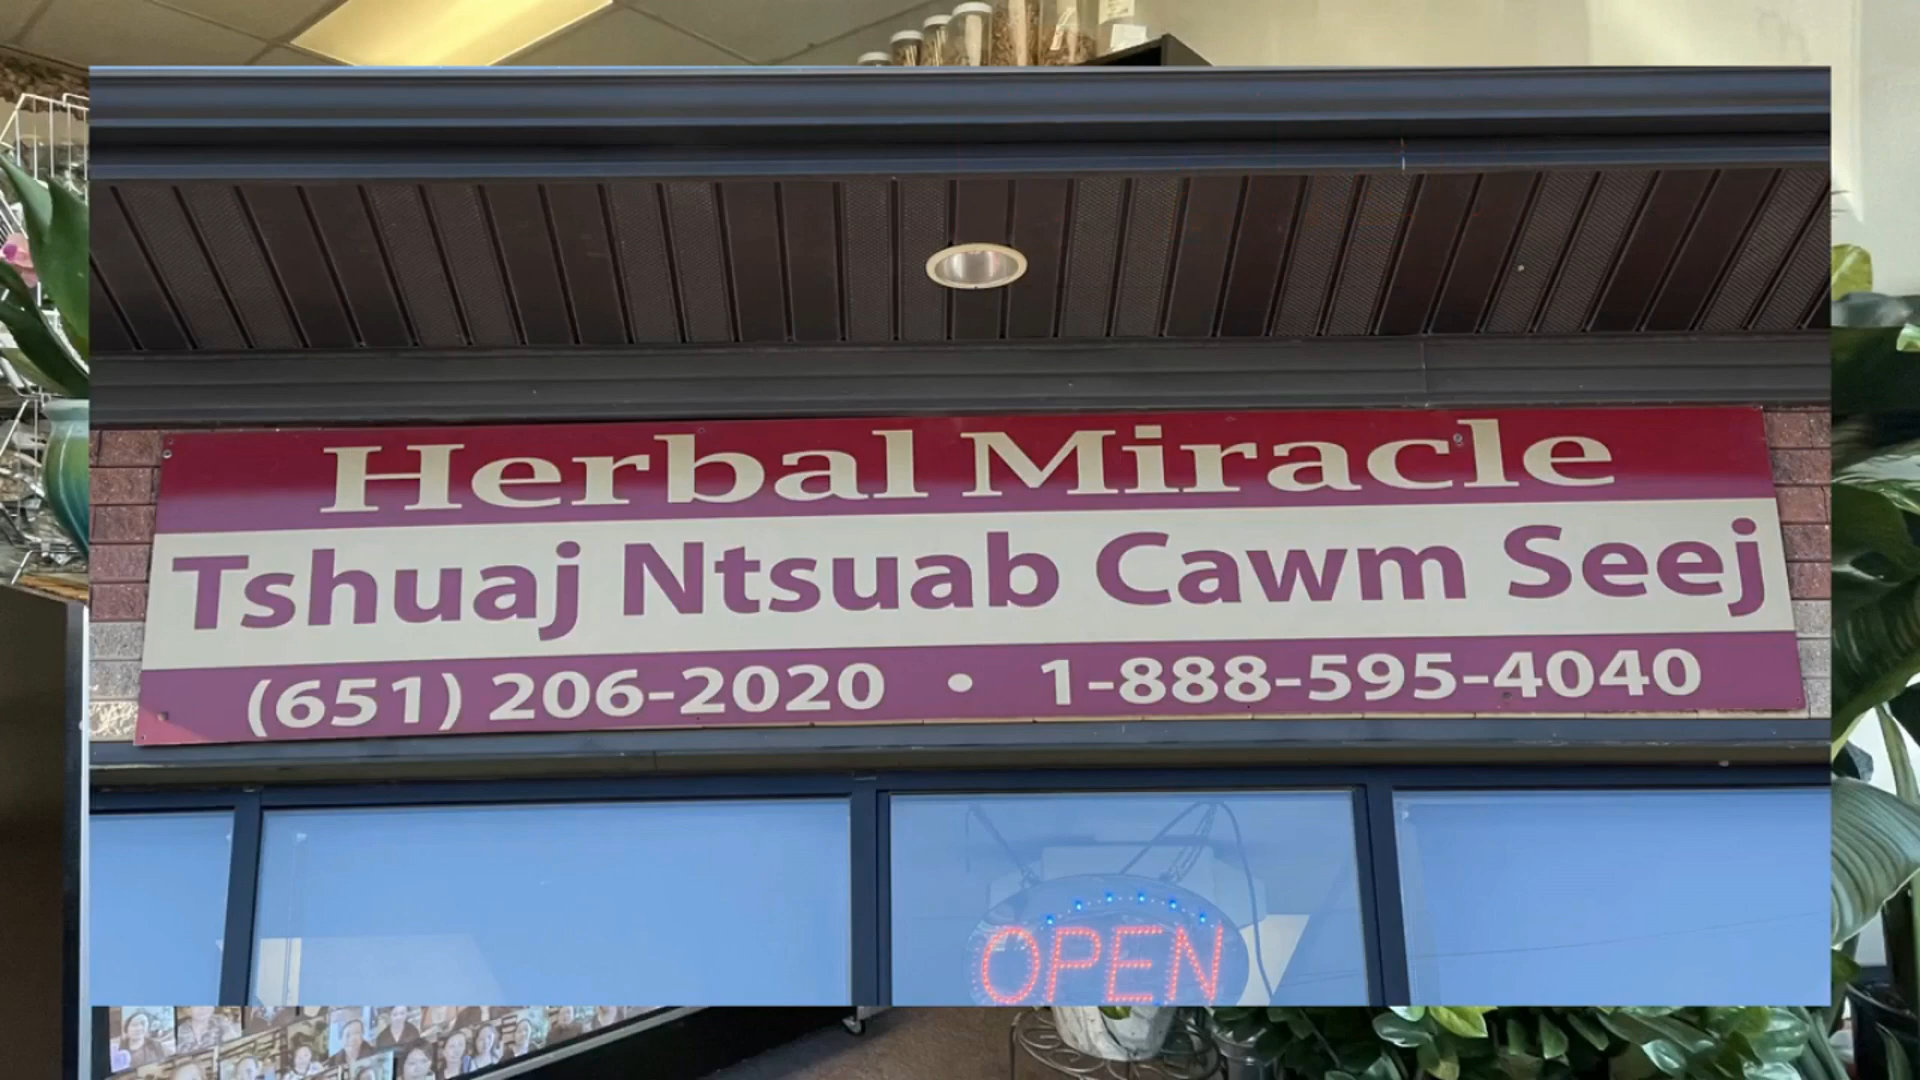 Herbal Miracle
Tshuaj Ntsuab Cawm Seej
(651) 206-2020 • 1-888-595-4040
OPEN